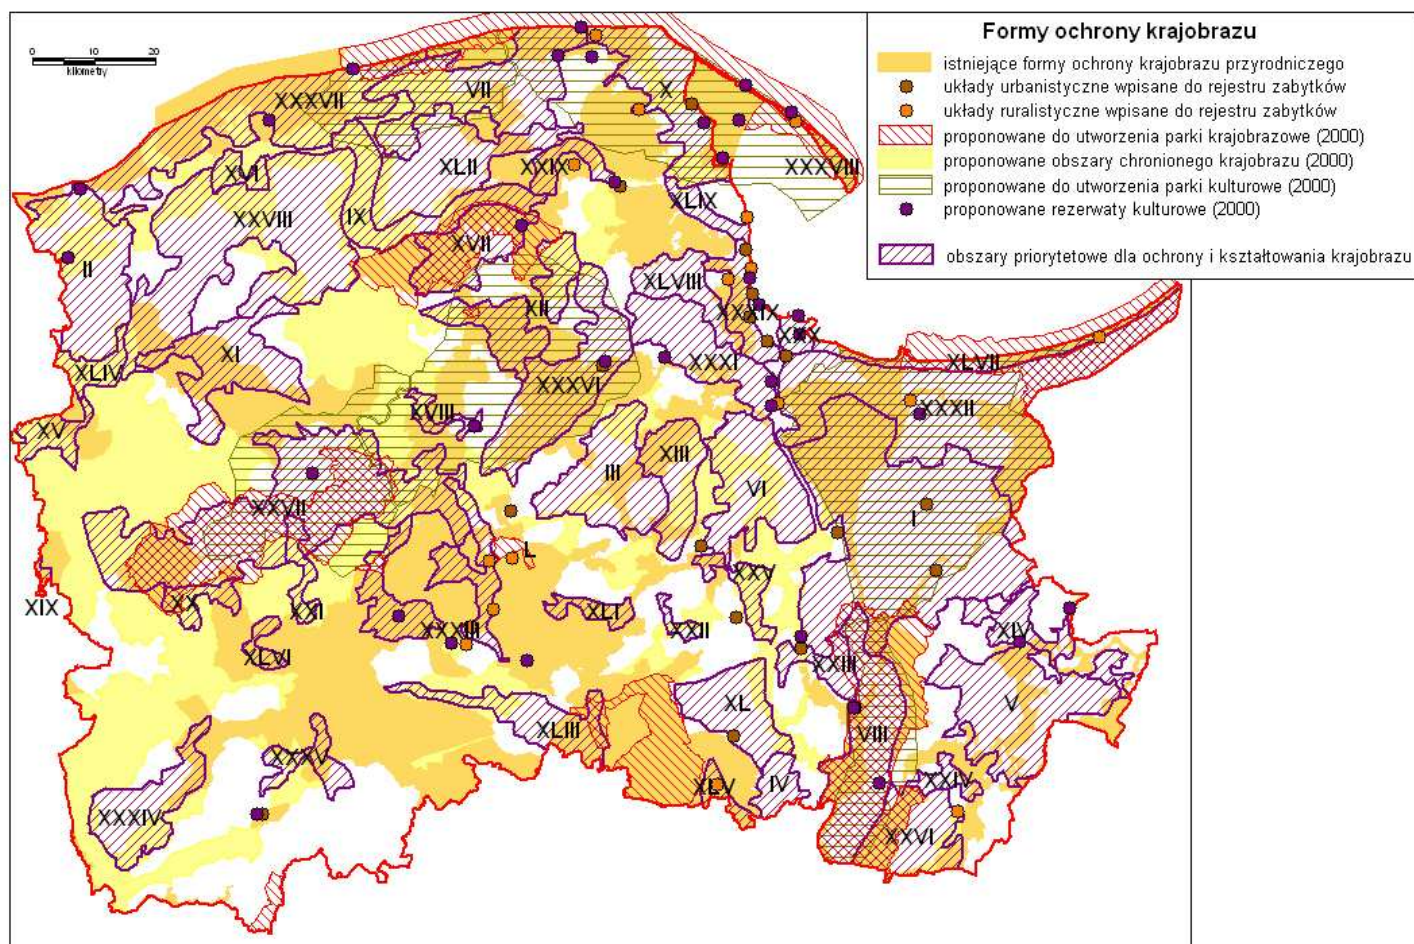 Formy ochrony krajobrazu
istniejące formy ochrony krajobrazu przyrodniczego
układy urbanistyczne wpisane do rejestru zabytków
układy ruralistyczne wpisane do rejestru zabytków
proponowane do utworzenia parki krajobrazowe (2000)
proponowane obszary chronionego krajobrazu (2000)
proponowane do utworzenia parki kulturowe (2000)
proponowane rezerwaty kulturowe (2000)
obszary priorytetowe dla ochrony i kształtowania krajobrazu
0 10 20
kilometry
XXXVII
VII
X
XVI
XLII
XXIX
XXXVIII
XXVIII
IX
XLIX
II
XVII
XLVIII
XII
XXXIX
XXX
XI
XXXI
XLVII
XLIV
XXXVI
XVIII
XXXII
XV
III
XIII
VI
XXVII
I
L
XXV
XIX
XX
XXI
XLI
XXXIII
XXII
XIV
XLVI
XXIII
V
XL
XLIII
VIII
XXXV
XLV
IV
XXIV
XXXIV
XXVI